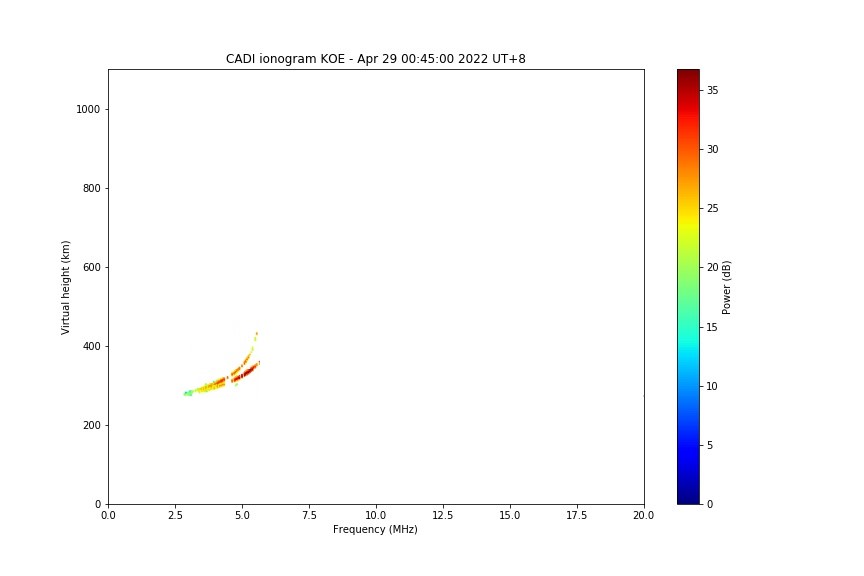 CADI ionogram KOE - Apr 29 00:45:00 2022 UT+8
1000
800
600
400
200
0
Virtual height (km)
0.0 2.5 5.0 7.5 10.0 12.5 15.0 17.5 20.0
Frequency (MHz)
35
30
25
20
15
10
5
0
Power (dB)